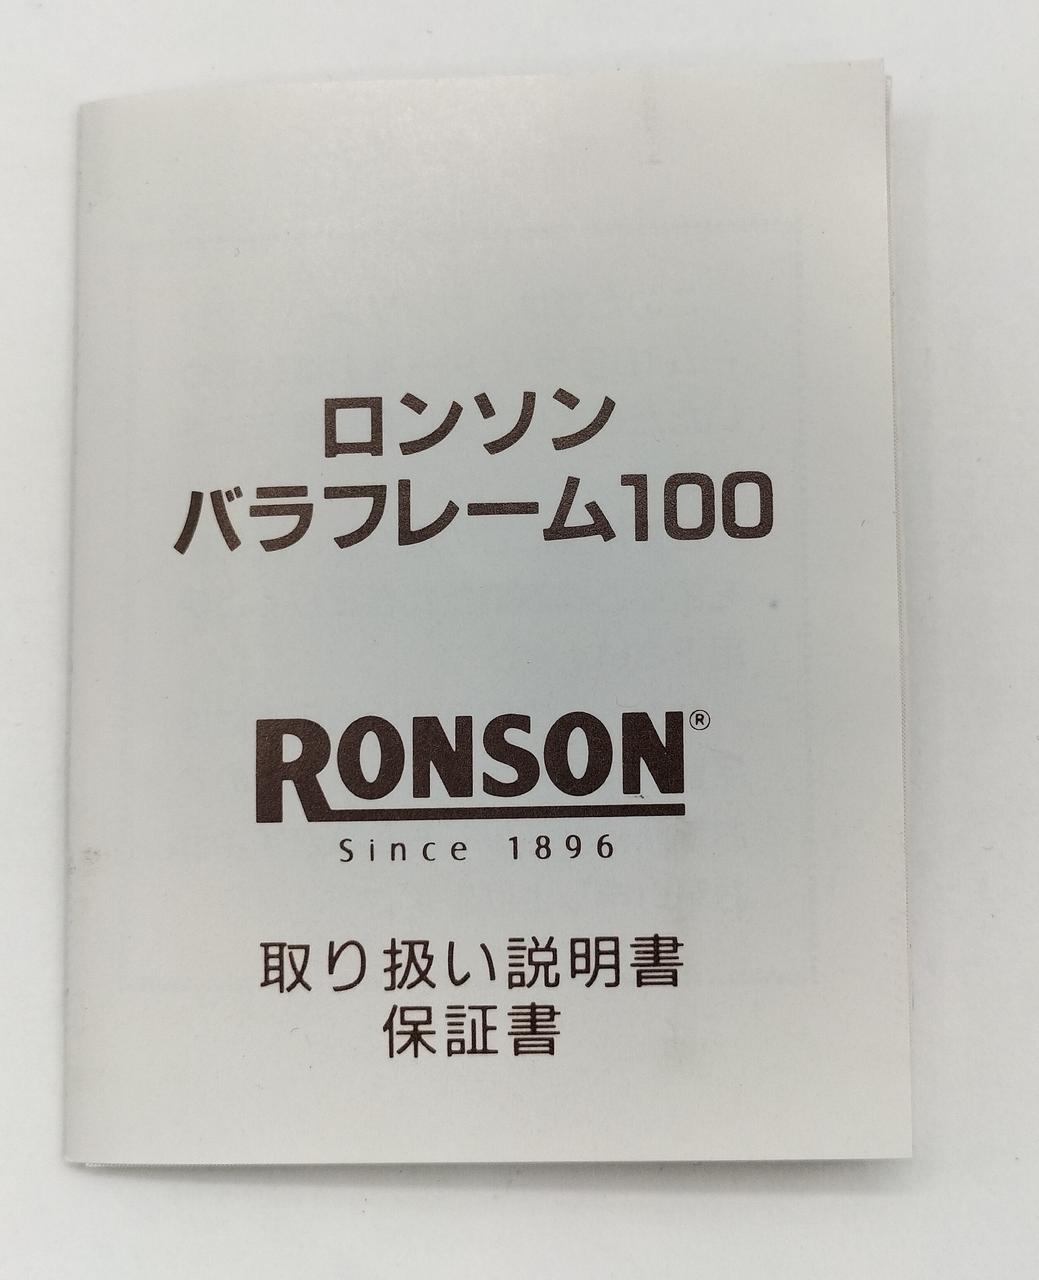 ロンソン
バラフレーム100
RONSON®
Since 1896
取り扱い説明書
保証書